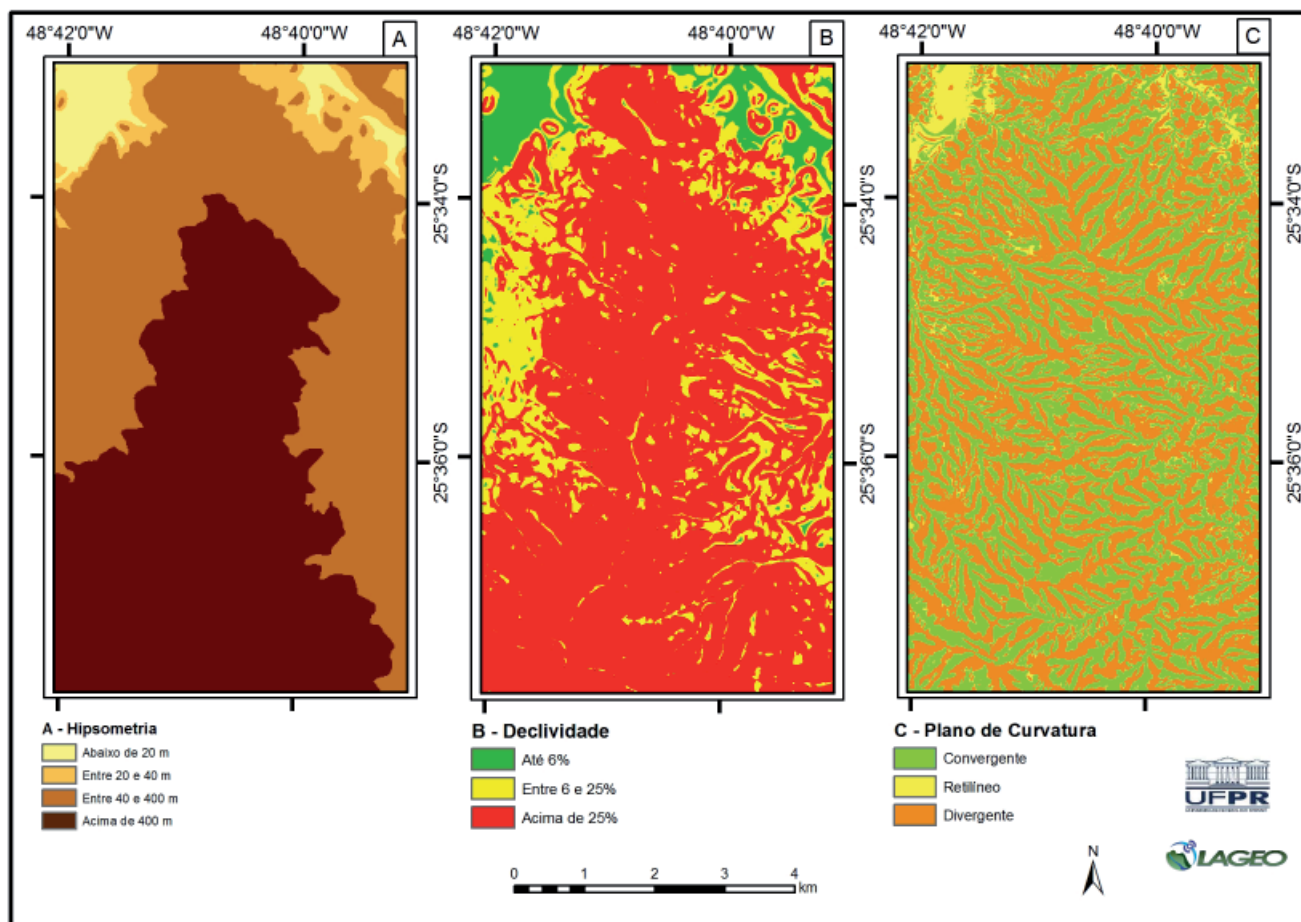 48°42'0"W
48°40'0"W
A
48°42'0"W
48°40'0"W
B
48°42'0"W
48°40'0"W
C
25°34'0"S
25°36'0"S
25°34'0"S
25°36'0"S
25°34'0"S
25°36'0"S
A - Hipsometria
Abaixo de 20 m
Entre 20 e 40 m
Entre 40 e 400 m
Acima de 400 m
B - Declividade
Até 6%
Entre 6 e 25%
Acima de 25%
C - Plano de Curvatura
Convergente
Retilíneo
Divergente
0 1 2 3 4
km
N
UFPR
LAGEO